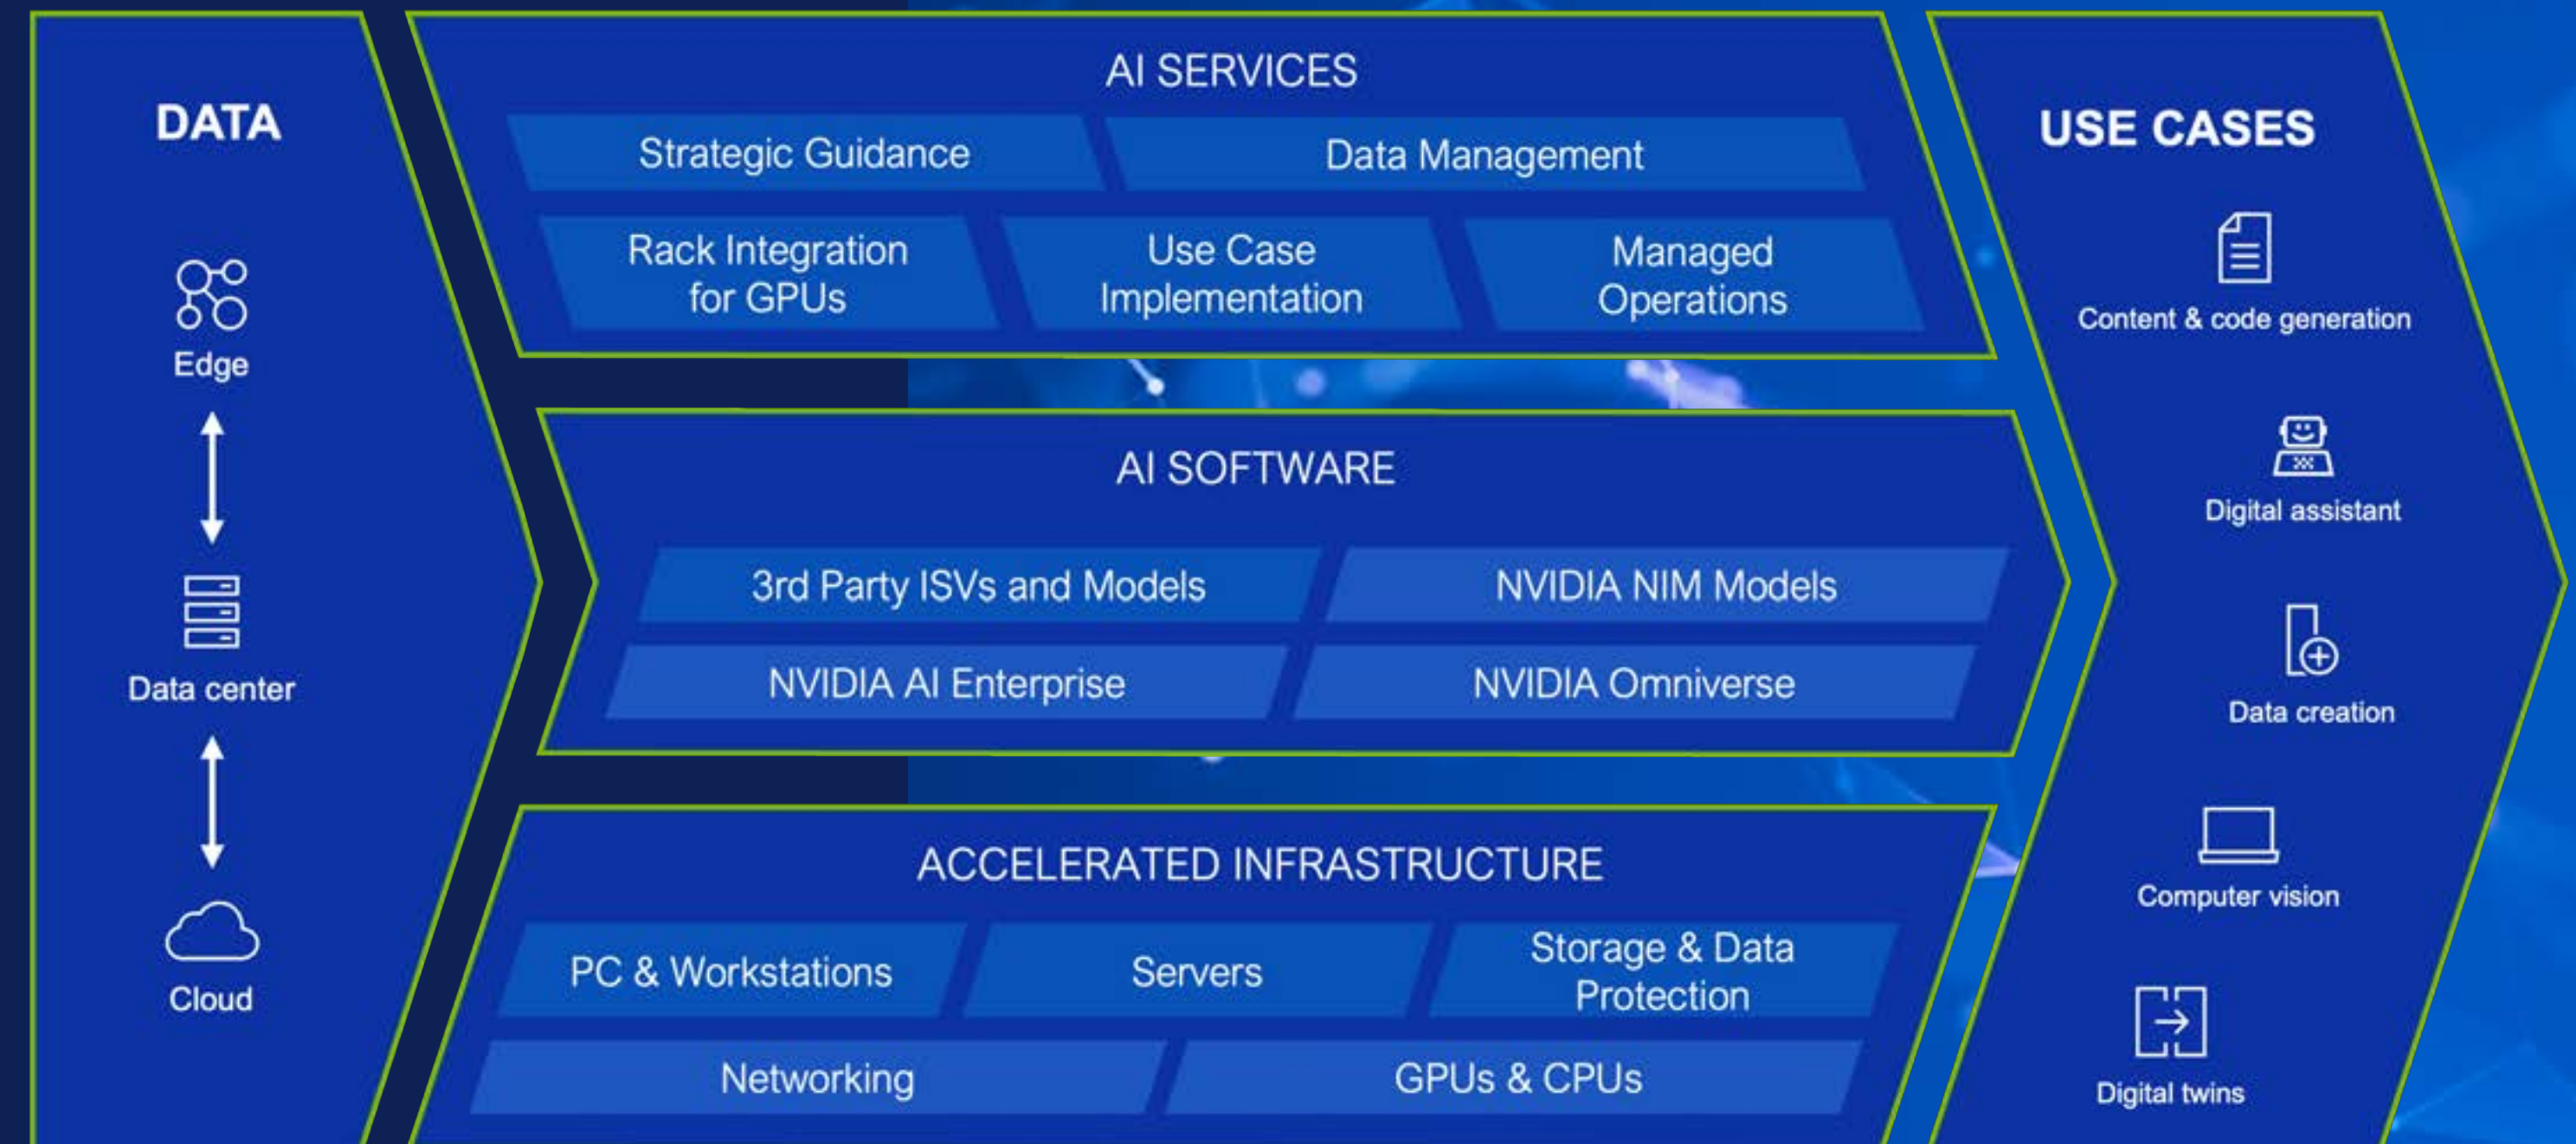 DATA
Edge
Data center
Cloud
AI SERVICES
Strategic Guidance
Data Management
Rack Integration
for GPUs
Use Case
Implementation
Managed
Operations
AI SOFTWARE
3rd Party ISVs and Models
NVIDIA NIM Models
NVIDIA AI Enterprise
NVIDIA Omniverse
ACCELERATED INFRASTRUCTURE
PC & Workstations
Servers
Storage & Data
Protection
Networking
GPUs & CPUs
USE CASES
Content & code generation
Digital assistant
Data creation
Computer vision
Digital twins